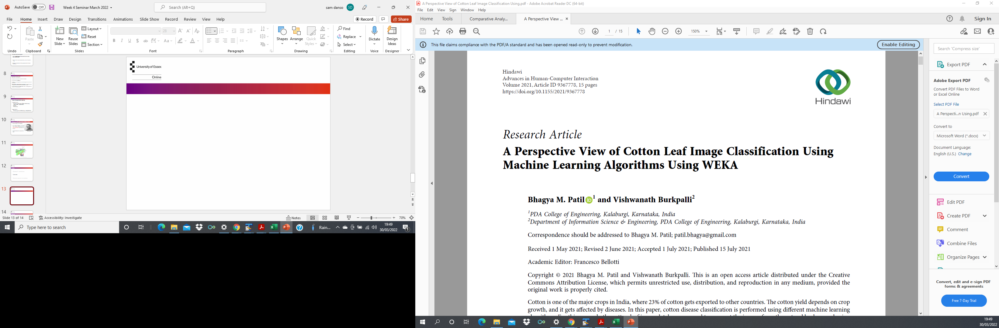 AutoSave Off Week 4 Seminar March 2022 Search (Alt+Q) sam danso SD
File Home Insert Draw Design Transitions Animations Slide Show Record Review View Help Record Share
Paste New Slide Reuse Slides Layout Reset Section 28 Shapes Arrange Quick Styles Find Replace Select Dictate Design Ideas
Undo Clipboard Slides Font Paragraph Drawing Editing Voice Designer
8
9
10
11
12
13
14
University of Essex
Online
Slide 13 of 14 Accessibility: Investigate Notes 70%
Type here to search Rain... 19:49
30/03/2022
A Perspective View of Cotton Leaf Image Classification Using.pdf - Adobe Acrobat Reader DC (64-bit)
File Edit View Sign Window Help
Home Tools Comparative Analy... A Perspective View ... Sign In
1 / 15 150%
This file claims compliance with the PDF/A standard and has been opened read-only to prevent modification. Enable Editing
Hindawi
Advances in Human-Computer Interaction
Volume 2021, Article ID 9367778, 15 pages
https://doi.org/10.1155/2021/9367778
Hindawi
Research Article
A Perspective View of Cotton Leaf Image Classification Using
Machine Learning Algorithms Using WEKA
Bhagya M. Patil iD 1 and Vishwanath Burkpalli2
1PDA College of Engineering, Kalaburgi, Karnataka, India
2Department of Information Science & Engineering, PDA College of Engineering, Kalaburgi, Karnataka, India
Correspondence should be addressed to Bhagya M. Patil; patil.bhagya@gmail.com
Received 1 May 2021; Revised 2 June 2021; Accepted 1 July 2021; Published 15 July 2021
Academic Editor: Francesco Bellotti
Copyright © 2021 Bhagya M. Patil and Vishwanath Burkpalli. This is an open access article distributed under the Creative
Commons Attribution License, which permits unrestricted use, distribution, and reproduction in any medium, provided the
original work is properly cited.
Cotton is one of the major crops in India, where 23% of cotton gets exported to other countries. The cotton yield depends on crop
growth, and it gets affected by diseases. In this paper, cotton disease classification is performed using different machine learning
Search 'Compress size'
Export PDF
Adobe Export PDF
Convert PDF Files to Word
or Excel Online
Select PDF File
A Perspecti...n Using.pdf
Convert to
Microsoft Word (*.docx)
Document Language:
English (U.S.) Change
Convert
Edit PDF
Create PDF
Comment
Combine Files
Organize Pages
Convert, edit and e-sign PDF
forms & agreements
Free 7-Day Trial
19:49
30/03/2022